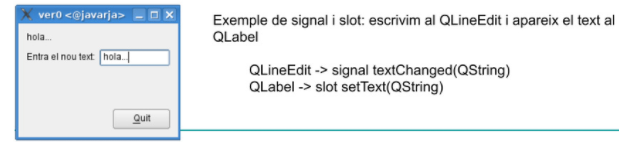 ver0 <@javarja>
hola...
Entra el nou text: hola...
Quit
Exemple de signal i slot: escrivim al QLineEdit i apareix el text al
QLabel
QLineEdit -> signal textChanged(QString)
QLabel -> slot setText(QString)